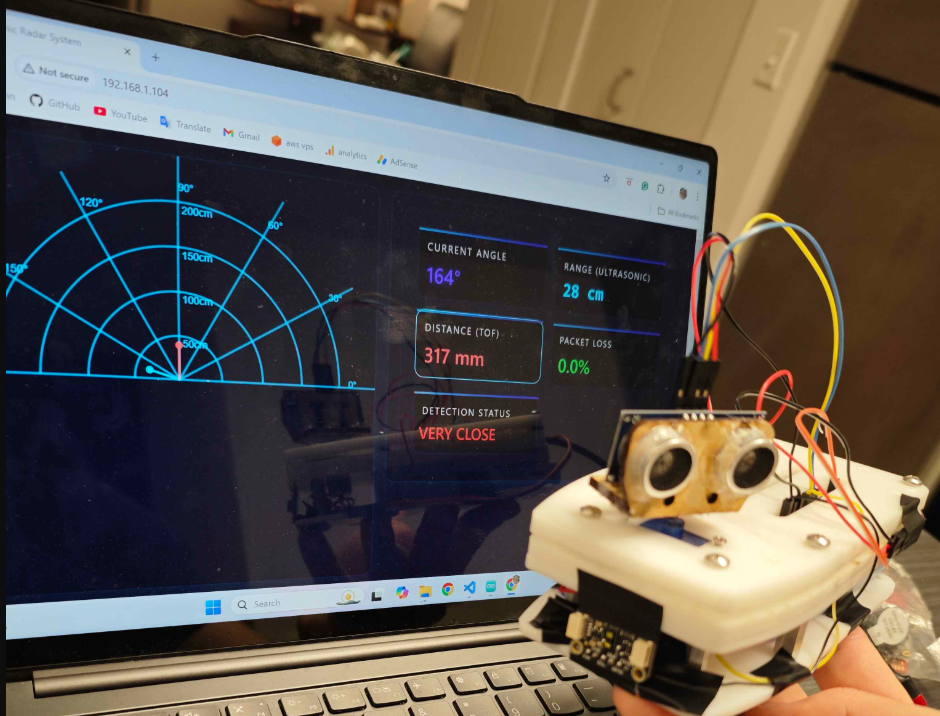 Radar System
Not secure
192.168.1.104
GitHub
YouTube
Translate
Gmail
aws vps
analytics
AdSense
All Bookmarks
90°
120°
60°
150°
30°
0°
200cm
150cm
100cm
50cm
CURRENT ANGLE
164°
RANGE (ULTRASONIC)
28 cm
DISTANCE (TOF)
317 mm
PACKET LOSS
0.0%
DETECTION STATUS
VERY CLOSE
Search